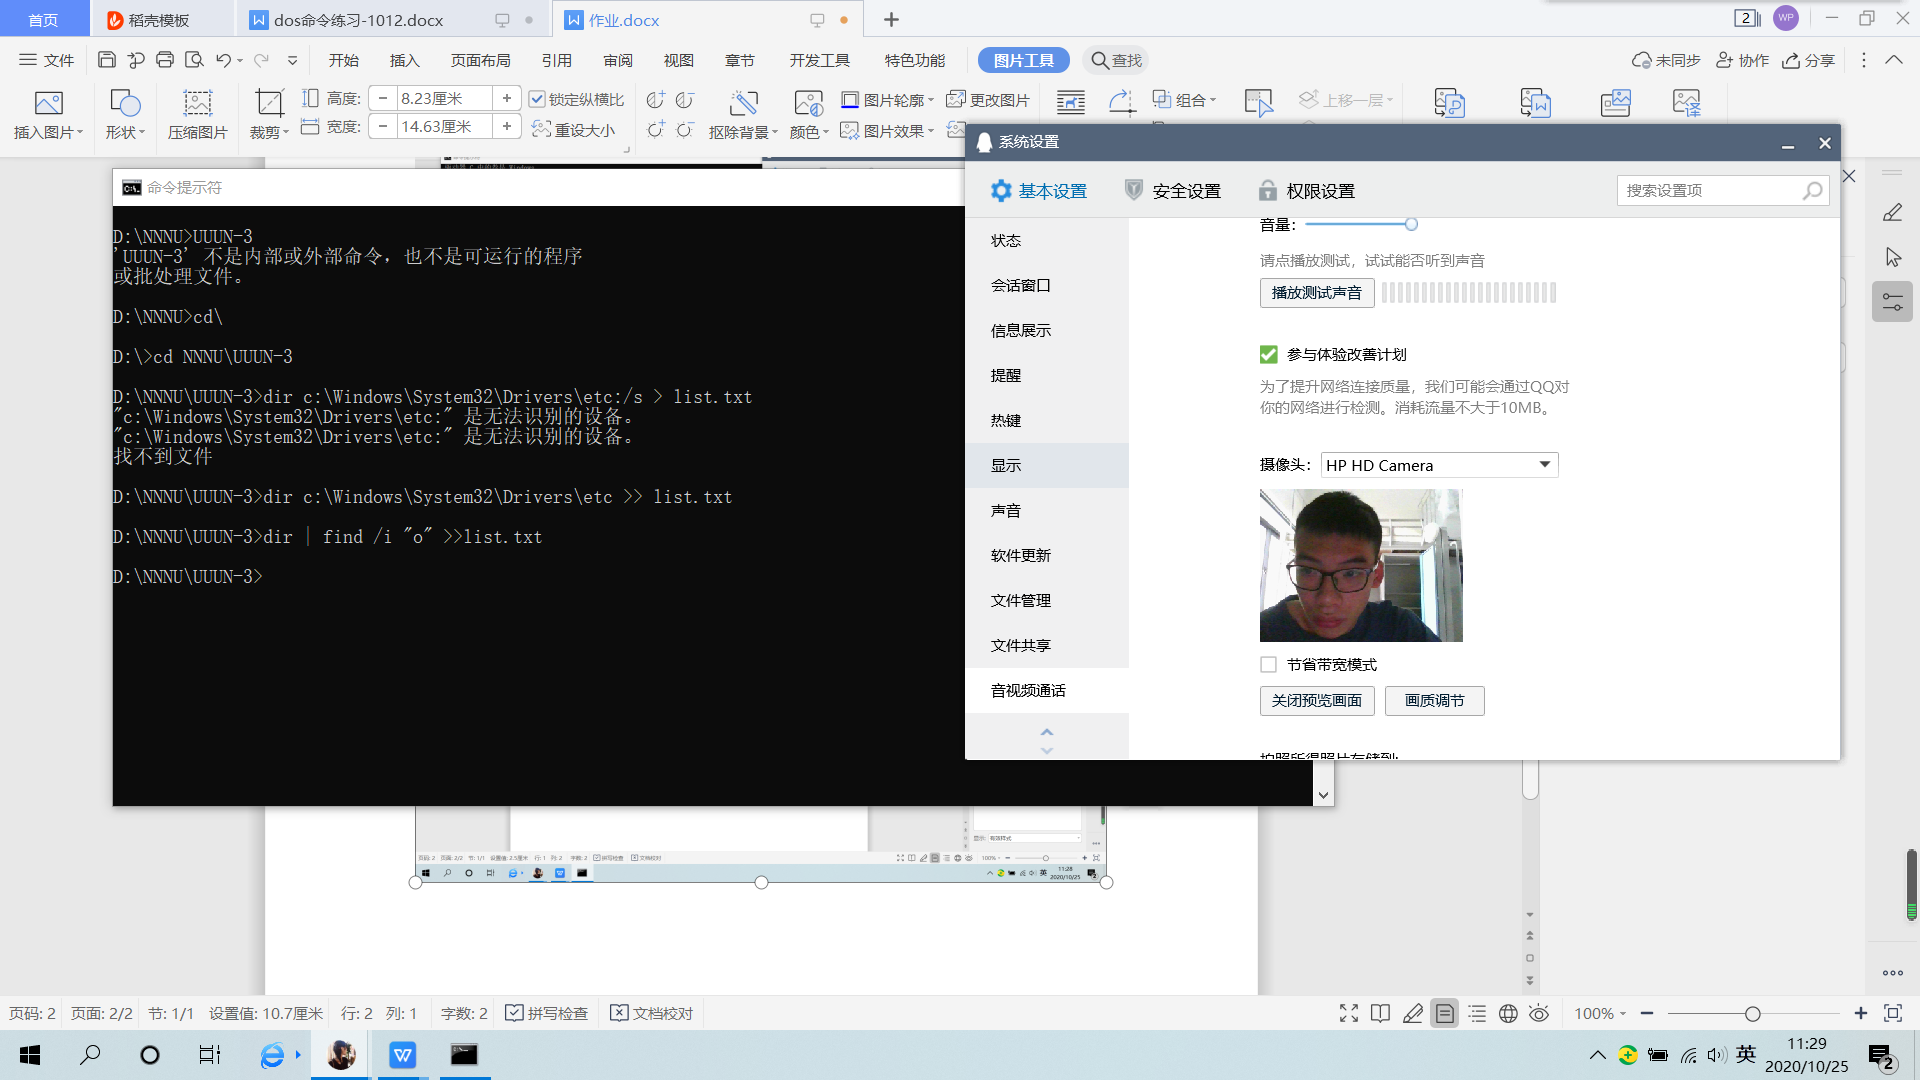 首页
稻壳模板
dos命令练习-1012.docx
作业.docx
2
WP
文件
开始
插入
页面布局
引用
审阅
视图
章节
开发工具
特色功能
图片工具
查找
未同步
协作
分享
插入图片
形状
压缩图片
裁剪
高度:
8.23厘米
宽度:
14.63厘米
锁定纵横比
重设大小
抠除背景
颜色
图片轮廓
图片效果
更改图片
组合
上移一层
命令提示符
D:\NNNU>UUUN-3
'UUUN-3' 不是内部或外部命令，也不是可运行的程序
或批处理文件。
D:\NNNU>cd\
D:\>cd NNNU\UUUN-3
D:\NNNU\UUUN-3>dir c:\Windows\System32\Drivers\etc:/s > list.txt
"c:\Windows\System32\Drivers\etc:" 是无法识别的设备。
"c:\Windows\System32\Drivers\etc:" 是无法识别的设备。
找不到文件
D:\NNNU\UUUN-3>dir c:\Windows\System32\Drivers\etc >> list.txt
D:\NNNU\UUUN-3>dir | find /i "o" >>list.txt
D:\NNNU\UUUN-3>
系统设置
基本设置
安全设置
权限设置
搜索设置项
状态
会话窗口
信息展示
提醒
热键
显示
声音
软件更新
文件管理
文件共享
音视频通话
音量:
请点播放测试，试试能否听到声音
播放测试声音
参与体验改善计划
为了提升网络连接质量，我们可能会通过QQ对
你的网络进行检测。消耗流量不大于10MB。
摄像头:
HP HD Camera
节省带宽模式
关闭预览画面
画质调节
拍照所得照片存储到:
11:28
2020/10/25
页码: 2
页面: 2/2
节: 1/1
设置值: 10.7厘米
行: 2
列: 1
字数: 2
拼写检查
文档校对
100%
英
11:29
2020/10/25
2